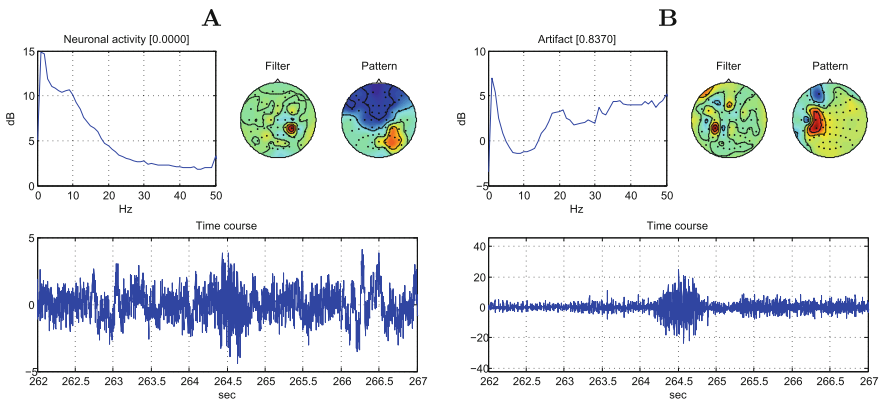 A
B
Neuronal activity [0.0000]
15
10
5
0
dB
0 10 20 30 40 50
Hz
Filter
Pattern
Artifact [0.8370]
10
5
0
−5
dB
0 10 20 30 40 50
Hz
Filter
Pattern
Time course
5
0
−5
262 262.5 263 263.5 264 264.5 265 265.5 266 266.5 267
sec
Time course
40
20
0
−20
−40
262 262.5 263 263.5 264 264.5 265 265.5 266 266.5 267
sec